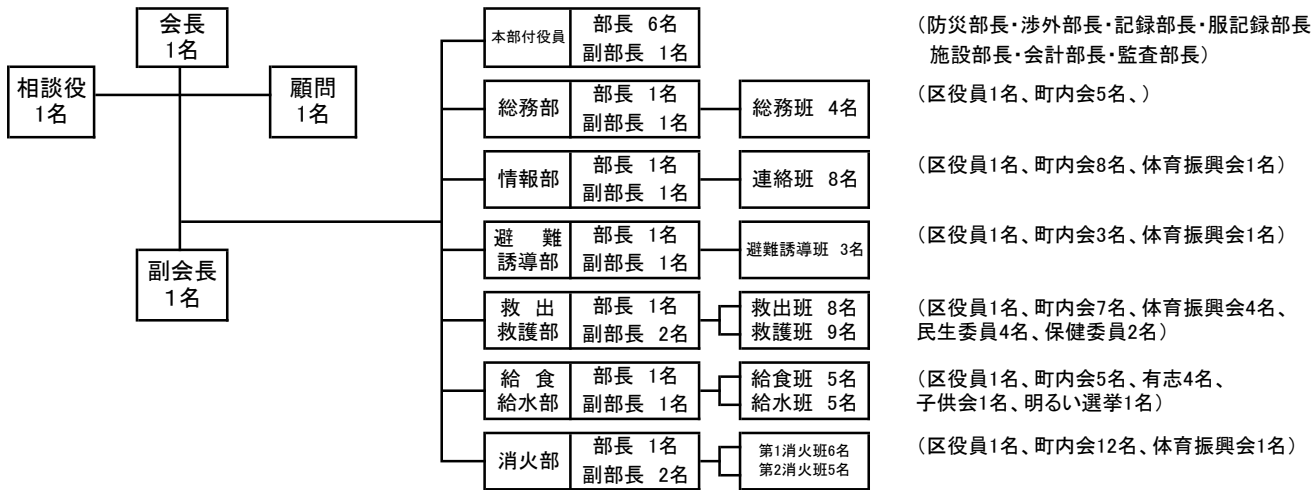 会長
1名
相談役
1名
顧問
1名
副会長
1名
本部付役員
部長 6名
副部長 1名
(防災部長・渉外部長・記録部長・服記録部長
施設部長・会計部長・監査部長)
総務部
部長 1名
副部長 1名
総務班 4名
(区役員1名、町内会5名、)
情報部
部長 1名
副部長 1名
連絡班 8名
(区役員1名、町内会8名、体育振興会1名)
避 難
誘導部
部長 1名
副部長 1名
避難誘導班 3名
(区役員1名、町内会3名、体育振興会1名)
救 出
救護部
部長 1名
副部長 2名
救出班 8名
救護班 9名
(区役員1名、町内会7名、体育振興会4名、
民生委員4名、保健委員2名)
給 食
給水部
部長 1名
副部長 1名
給食班 5名
給水班 5名
(区役員1名、町内会5名、有志4名、
子供会1名、明るい選挙1名)
消火部
部長 1名
副部長 2名
第1消火班6名
第2消火班5名
(区役員1名、町内会12名、体育振興会1名)